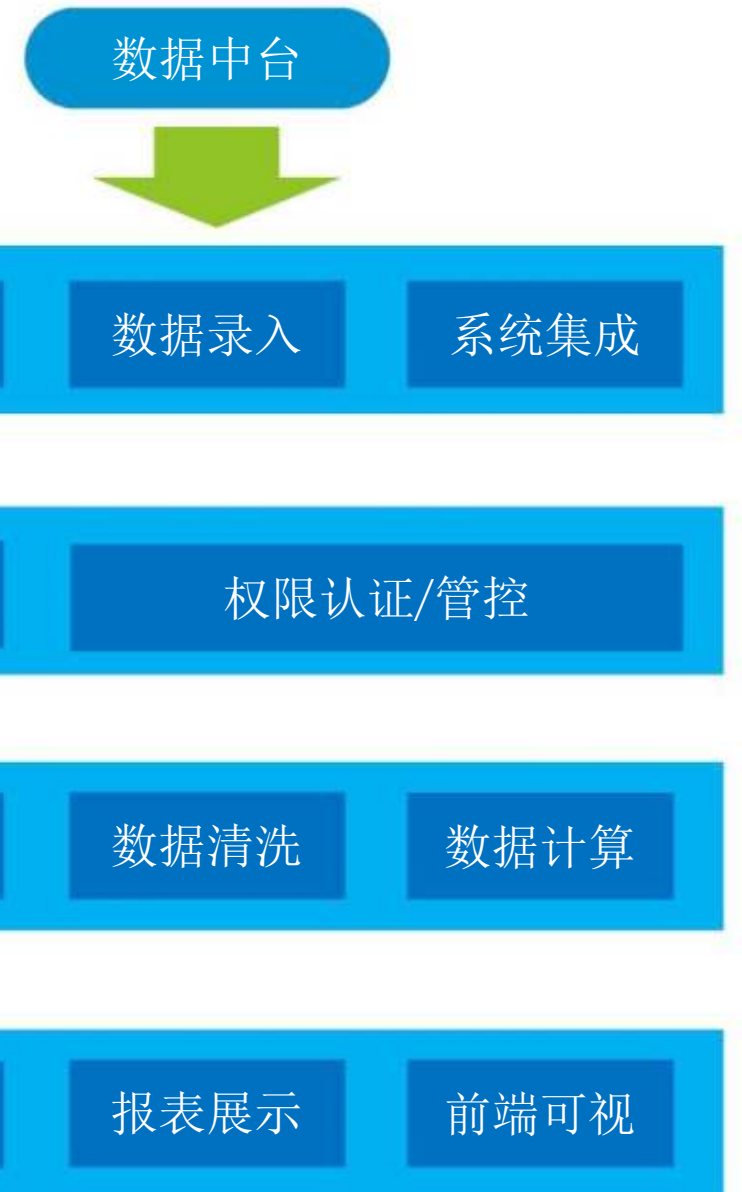 数据中台
数据录入
系统集成
权限认证/管控
数据清洗
数据计算
报表展示
前端可视